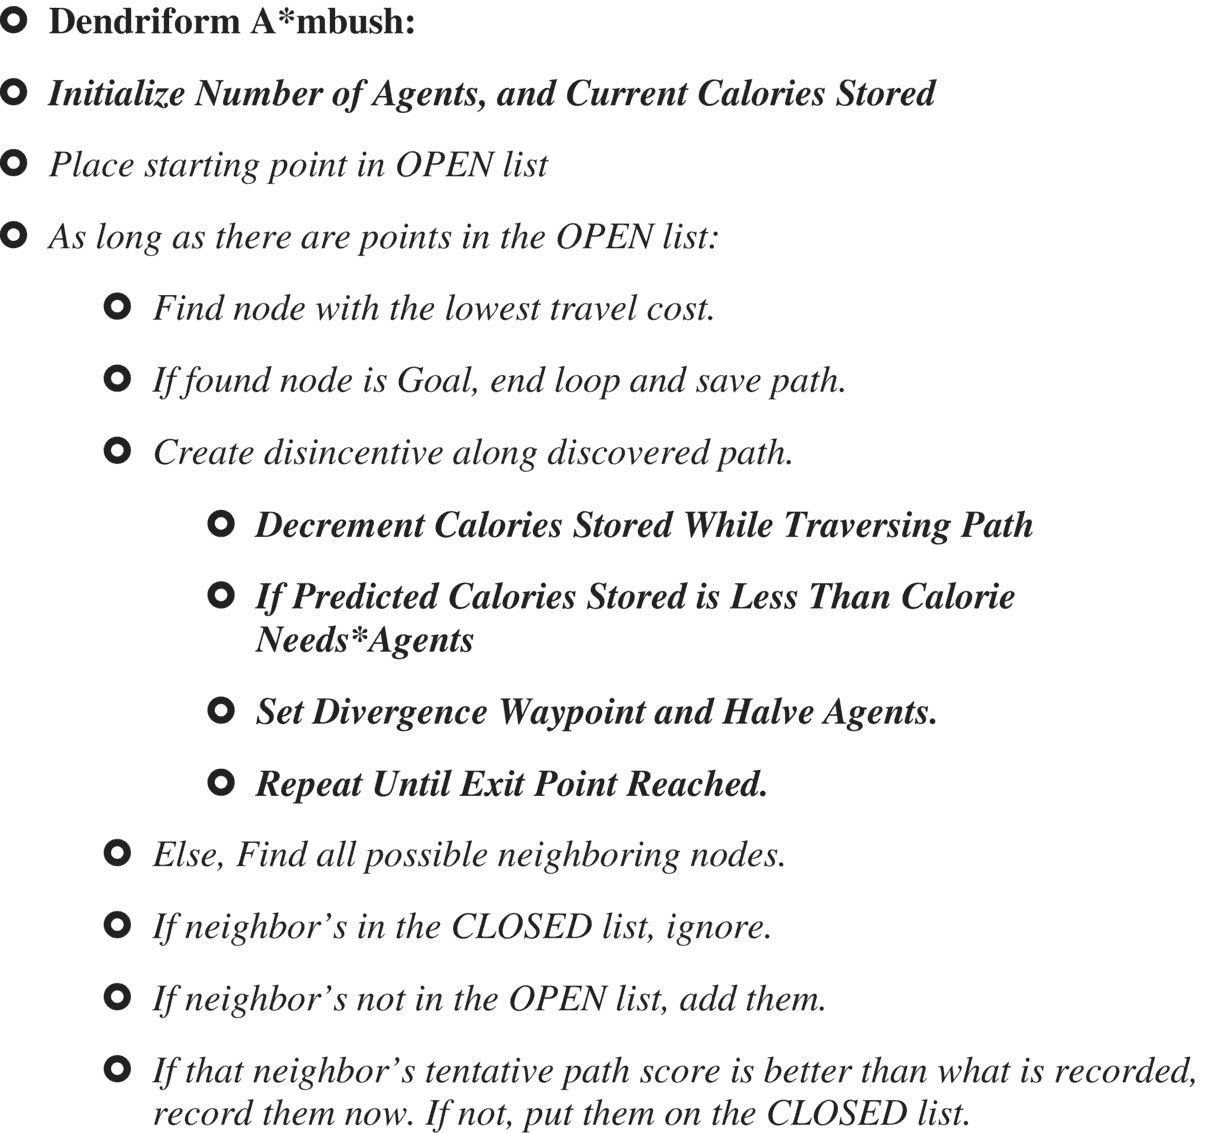 Dendriform A*mbush:
Initialize Number of Agents, and Current Calories Stored
Place starting point in OPEN list
As long as there are points in the OPEN list:
Find node with the lowest travel cost.
If found node is Goal, end loop and save path.
Create disincentive along discovered path.
Decrement Calories Stored While Traversing Path
If Predicted Calories Stored is Less Than Calorie
Needs*Agents
Set Divergence Waypoint and Halve Agents.
Repeat Until Exit Point Reached.
Else, Find all possible neighboring nodes.
If neighbor's in the CLOSED list, ignore.
If neighbor's not in the OPEN list, add them.
If that neighbor's tentative path score is better than what is recorded,
record them now. If not, put them on the CLOSED list.